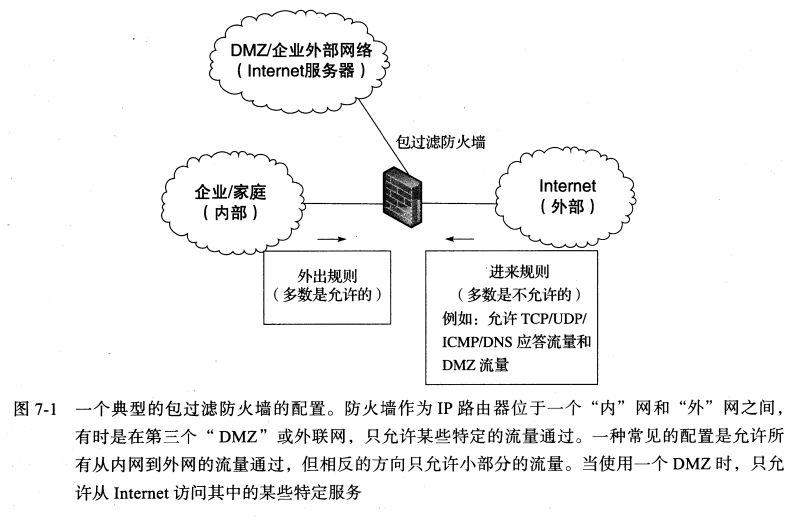 DMZ/企业外部网络
（Internet服务器）
包过滤防火墙
企业/家庭
（内部）
Internet
（外部）
外出规则
（多数是允许的）
进来规则
（多数是不允许的）
例如：允许 TCP/UDP/
ICMP/DNS 应答流量和
DMZ 流量
图 7-1 一个典型的包过滤防火墙的配置。防火墙作为 IP 路由器位于一个“内”网和“外”网之间，
有时是在第三个“DMZ”或外联网，只允许某些特定的流量通过。一种常见的配置是允许所
有从内网到外网的流量通过，但相反的方向只允许小部分的流量。当使用一个 DMZ 时，只允
许从 Internet 访问其中的某些特定服务